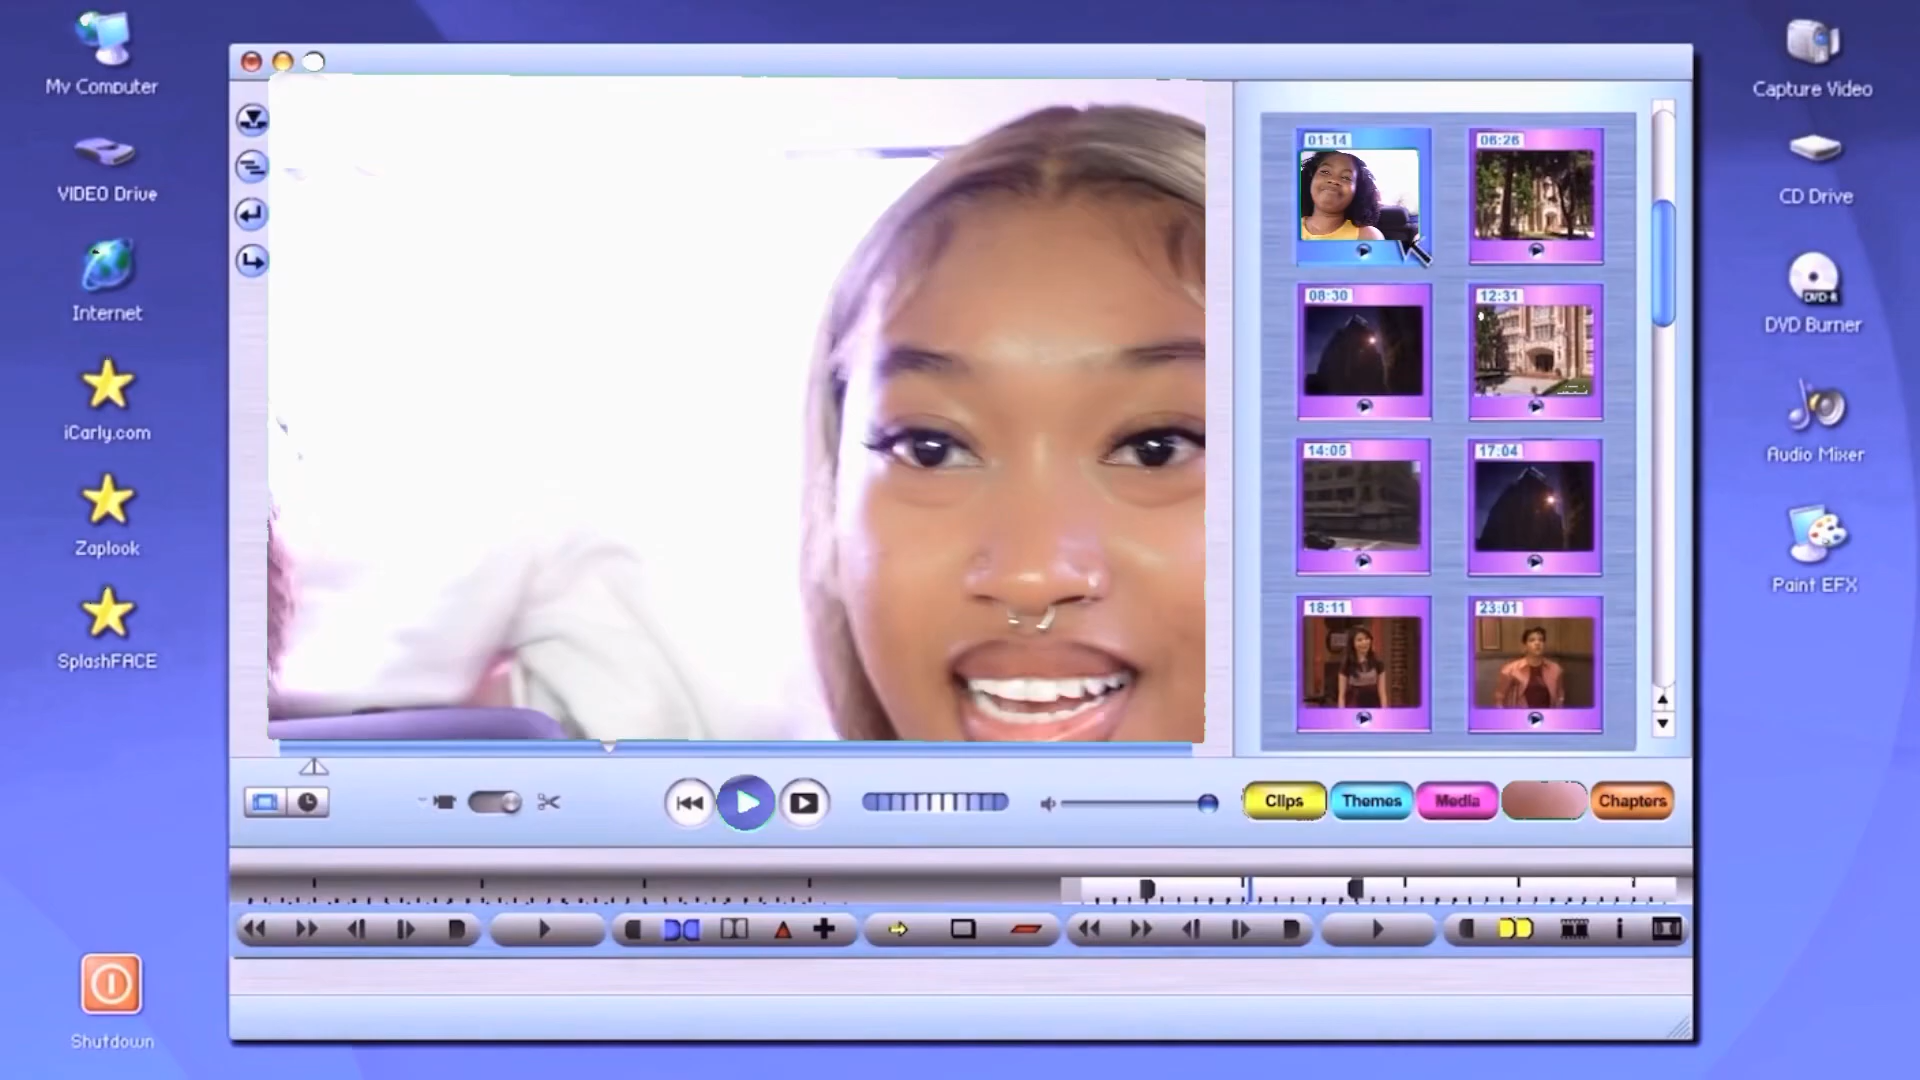 My Computer
VIDEO Drive
Internet
iCarly.com
Zaplook
SplashFACE
Shutdown
01:14
06:26
08:30
12:31
14:05
17:04
18:11
23:01
Clips
Themes
Media
Chapters
Capture Video
CD Drive
DVD-R
DVD Burner
Audio Mixer
Paint EFX